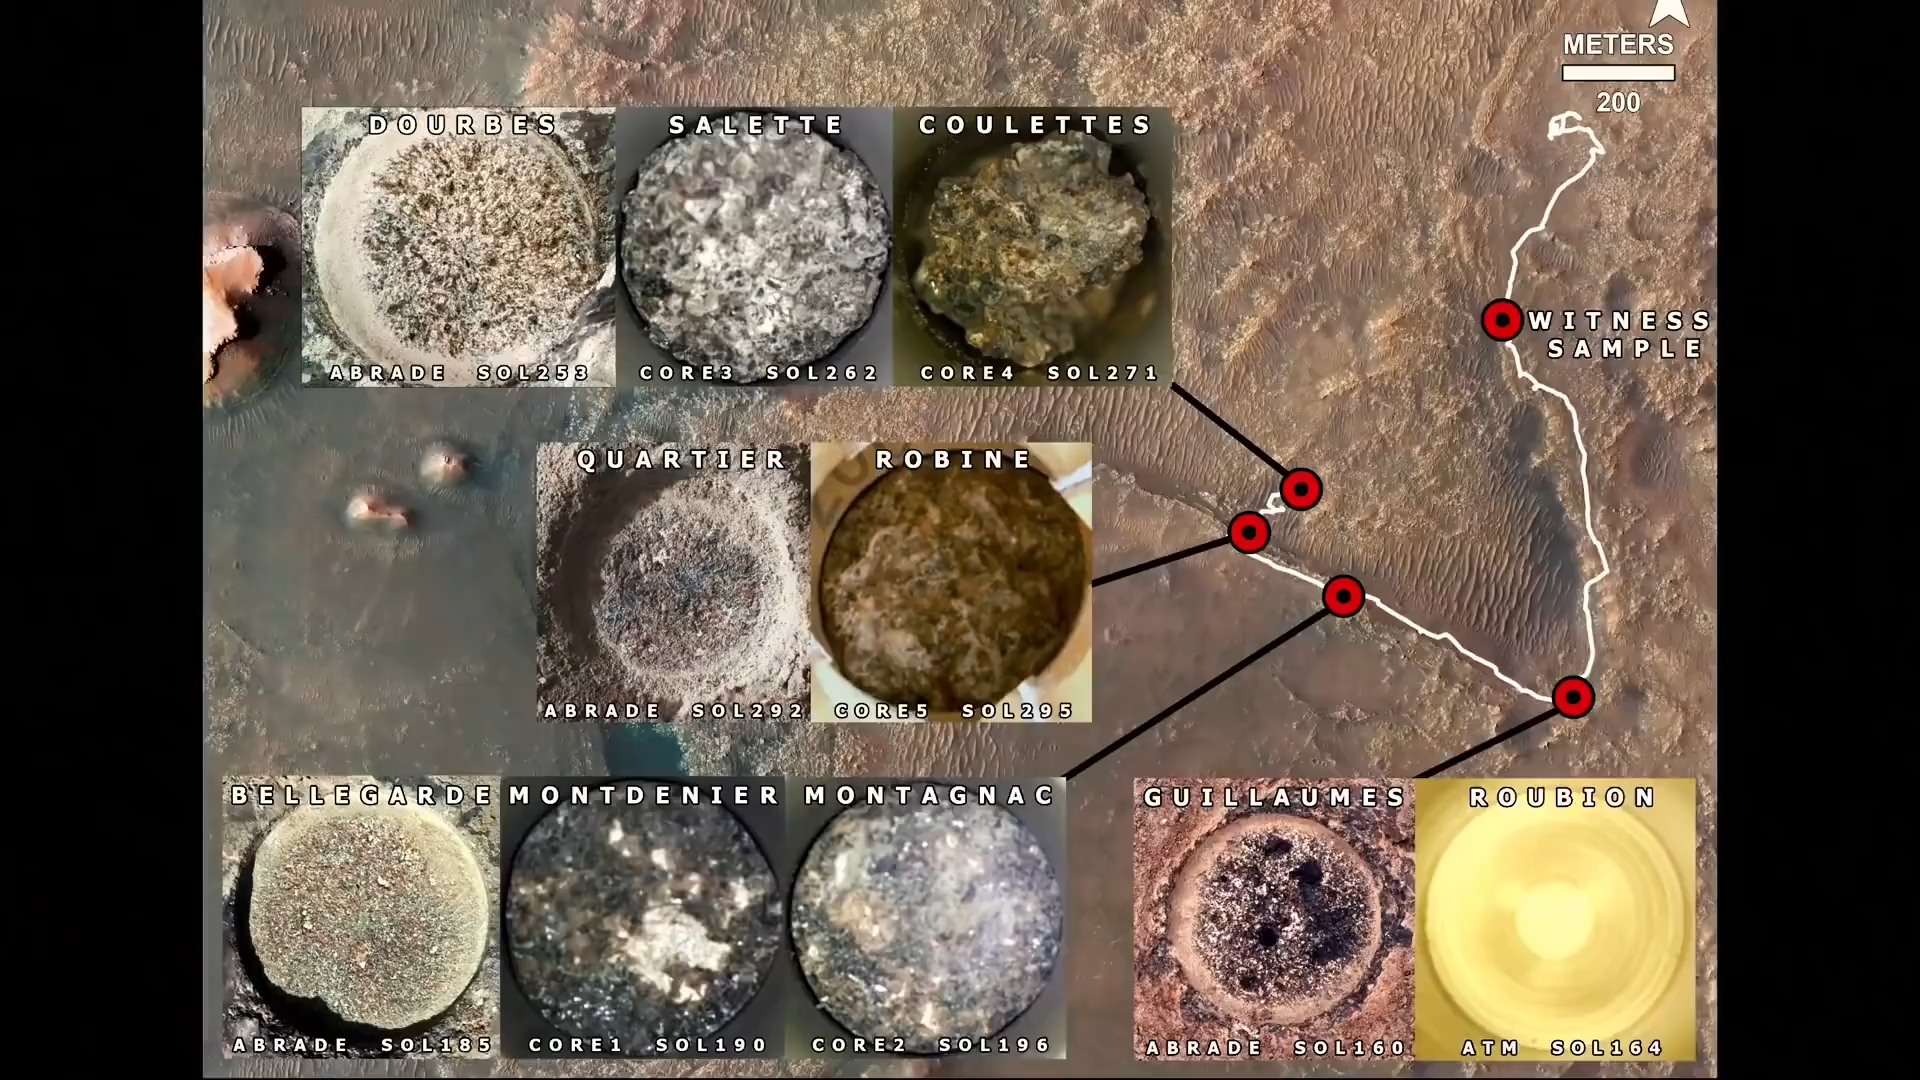 METERS
200
DOURBES
ABRADE SOL253
SALETTE
CORE3 SOL262
COULETTES
CORE4 SOL271
WITNESS
SAMPLE
QUARTIER
ABRADE SOL292
ROBINE
CORE5 SOL295
BELLEGARDE
ABRADE SOL185
MONTDENIER
CORE1 SOL190
MONTAGNAC
CORE2 SOL196
GUILLAUMES
ABRADE SOL160
ROUBION
ATM SOL164